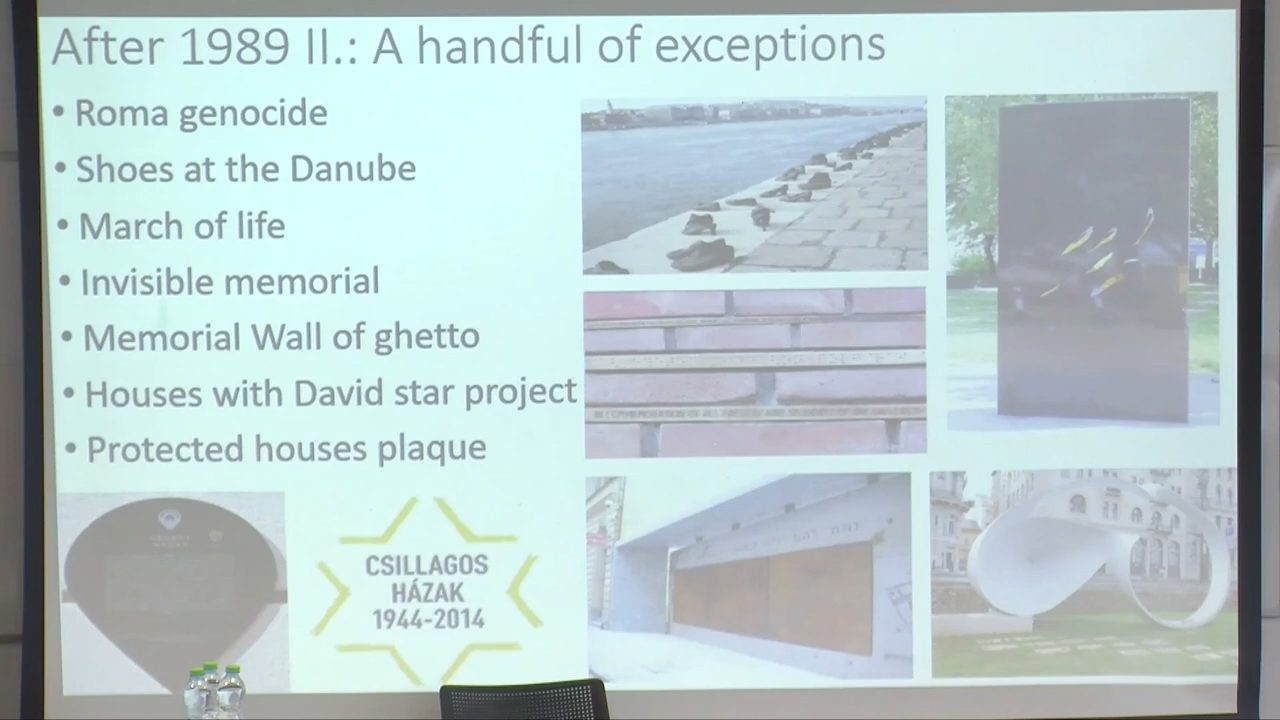 After 1989 II.: A handful of exceptions
• Roma genocide
• Shoes at the Danube
• March of life
• Invisible memorial
• Memorial Wall of ghetto
• Houses with David star project
• Protected houses plaque
CSILLAGOS
HÁZAK
1944-2014